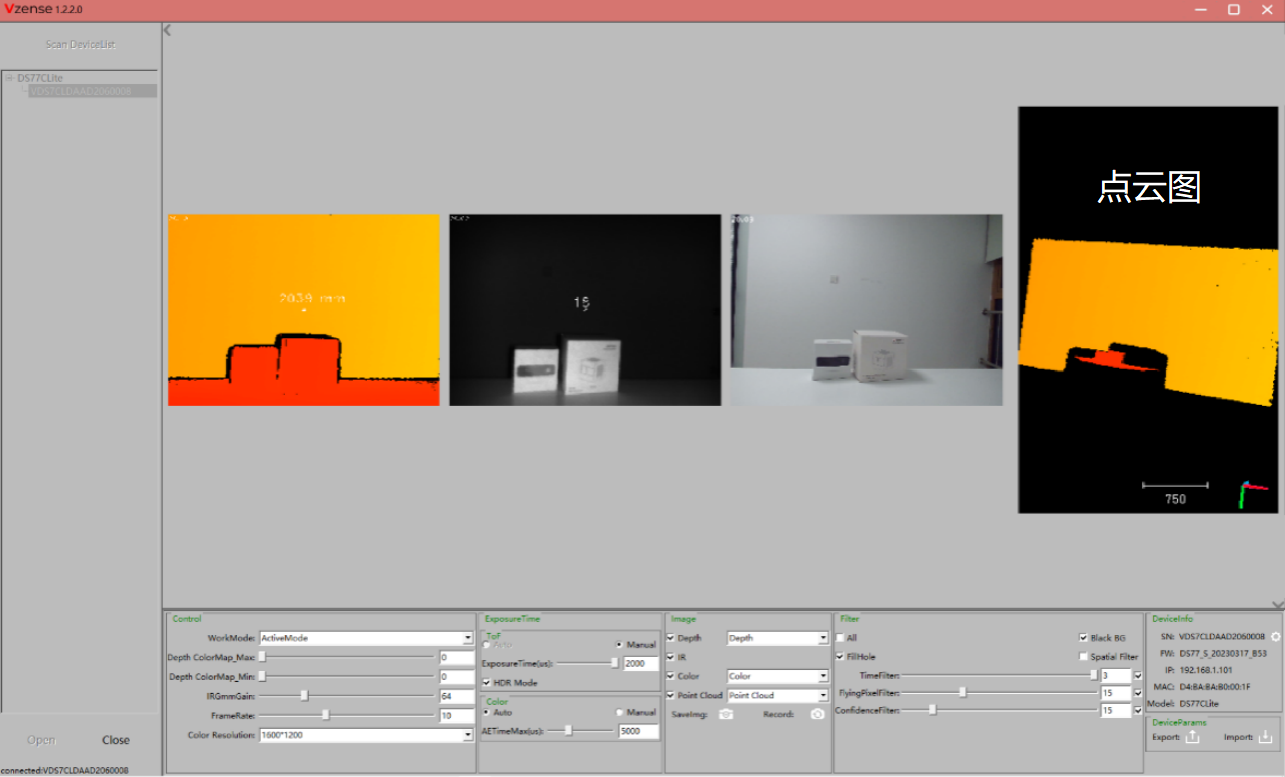 Vzense 1.2.2.0
Scan DeviceList
DS77CLite
VDS7CLDAAD2060008
点云图
2039 mm
20.03
750
Control
WorkMode: ActiveMode
Depth ColorMap_Max: 0
Depth ColorMap_Min: 0
IRGmmGain: 64
FrameRate: 10
Color Resolution: 1600*1200
ExposureTime
ToF
Auto Manual
ExposureTime(us): 2000
HDR Mode
Color
Auto Manual
AETimeMax(us): 5000
Image
Depth Depth
IR
Color Color
Point Cloud Point Cloud
SaveImg: Record:
Filter
All Black BG
FillHole Spatial Filter
TimeFilter: 3
FlyingPixelFilter: 15
ConfidenceFilter: 15
DeviceInfo
SN: VDS7CLDAAD2060008
FW: DS77_S_20230317_B53
IP: 192.168.1.101
MAC: D4:BA:BA:B0:00:1F
Model: DS77CLite
DeviceParams
Export: Import:
Open Close
connected:VDS7CLDAAD2060008